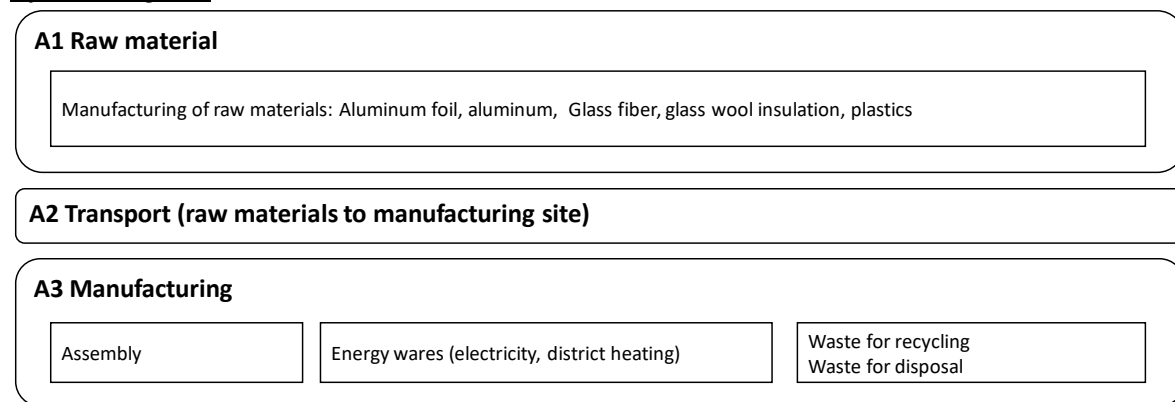 A1 Raw material
Manufacturing of raw materials: Aluminum foil, aluminum,  Glass fiber, glass wool insulation, plastics
A2 Transport (raw materials to manufacturing site)
A3 Manufacturing
Assembly
Energy wares (electricity, district heating)
Waste for recycling
Waste for disposal